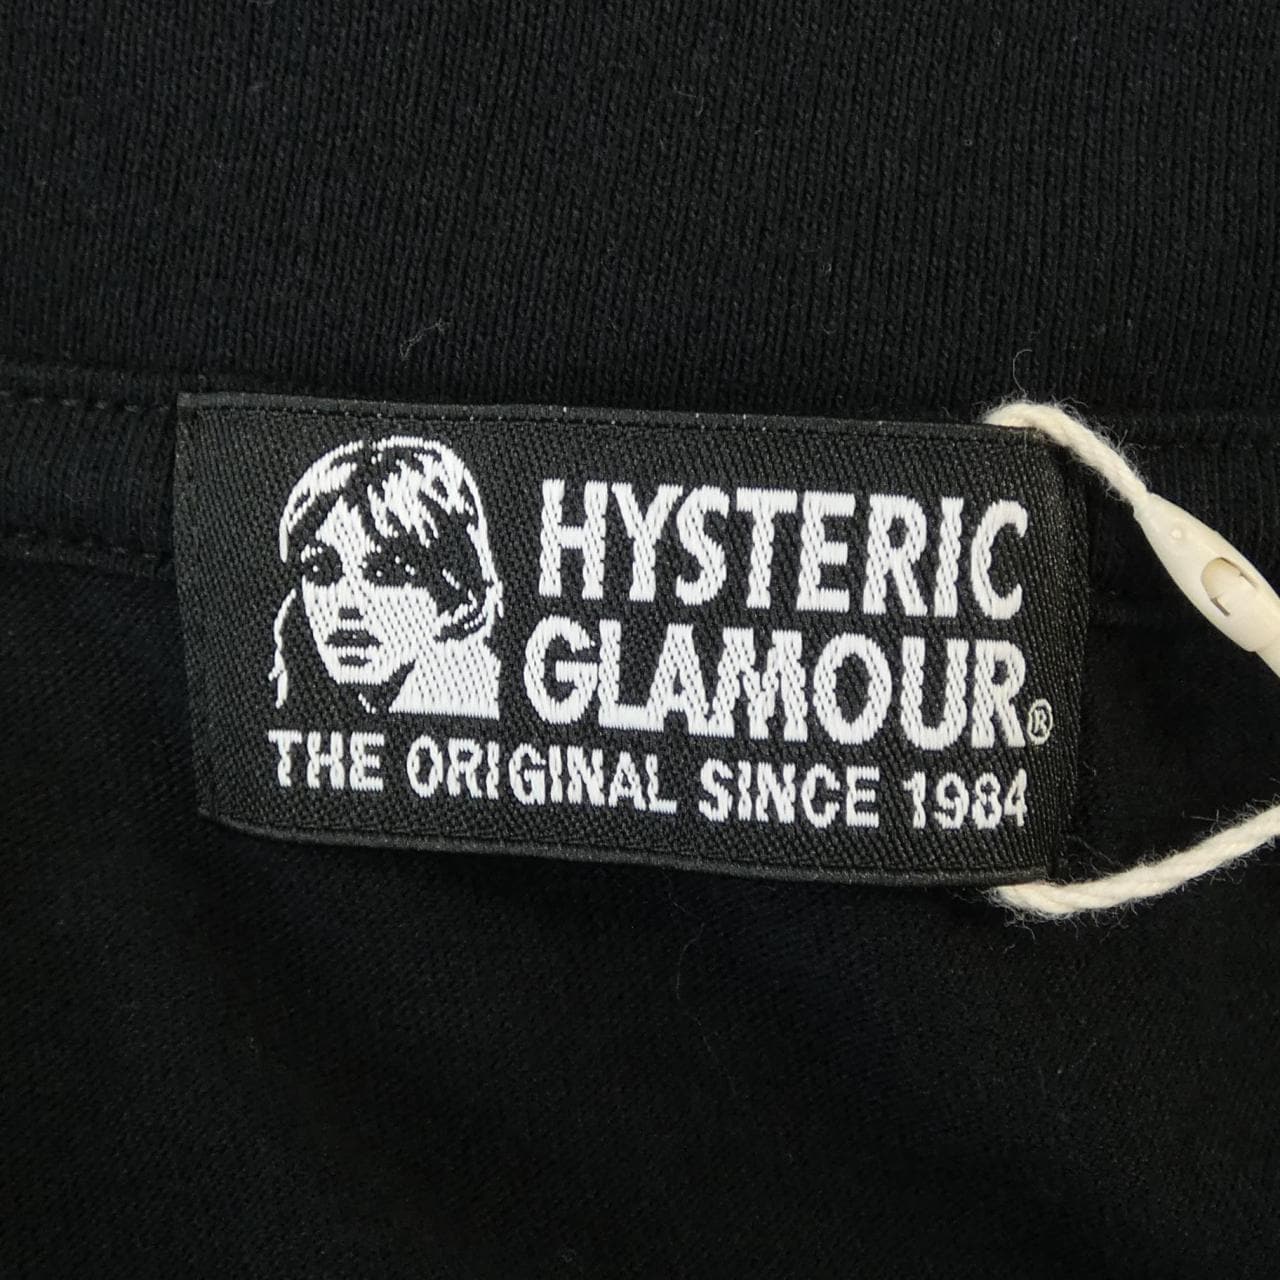 HYSTERIC
GLAMOUR®
THE ORIGINAL SINCE 1984